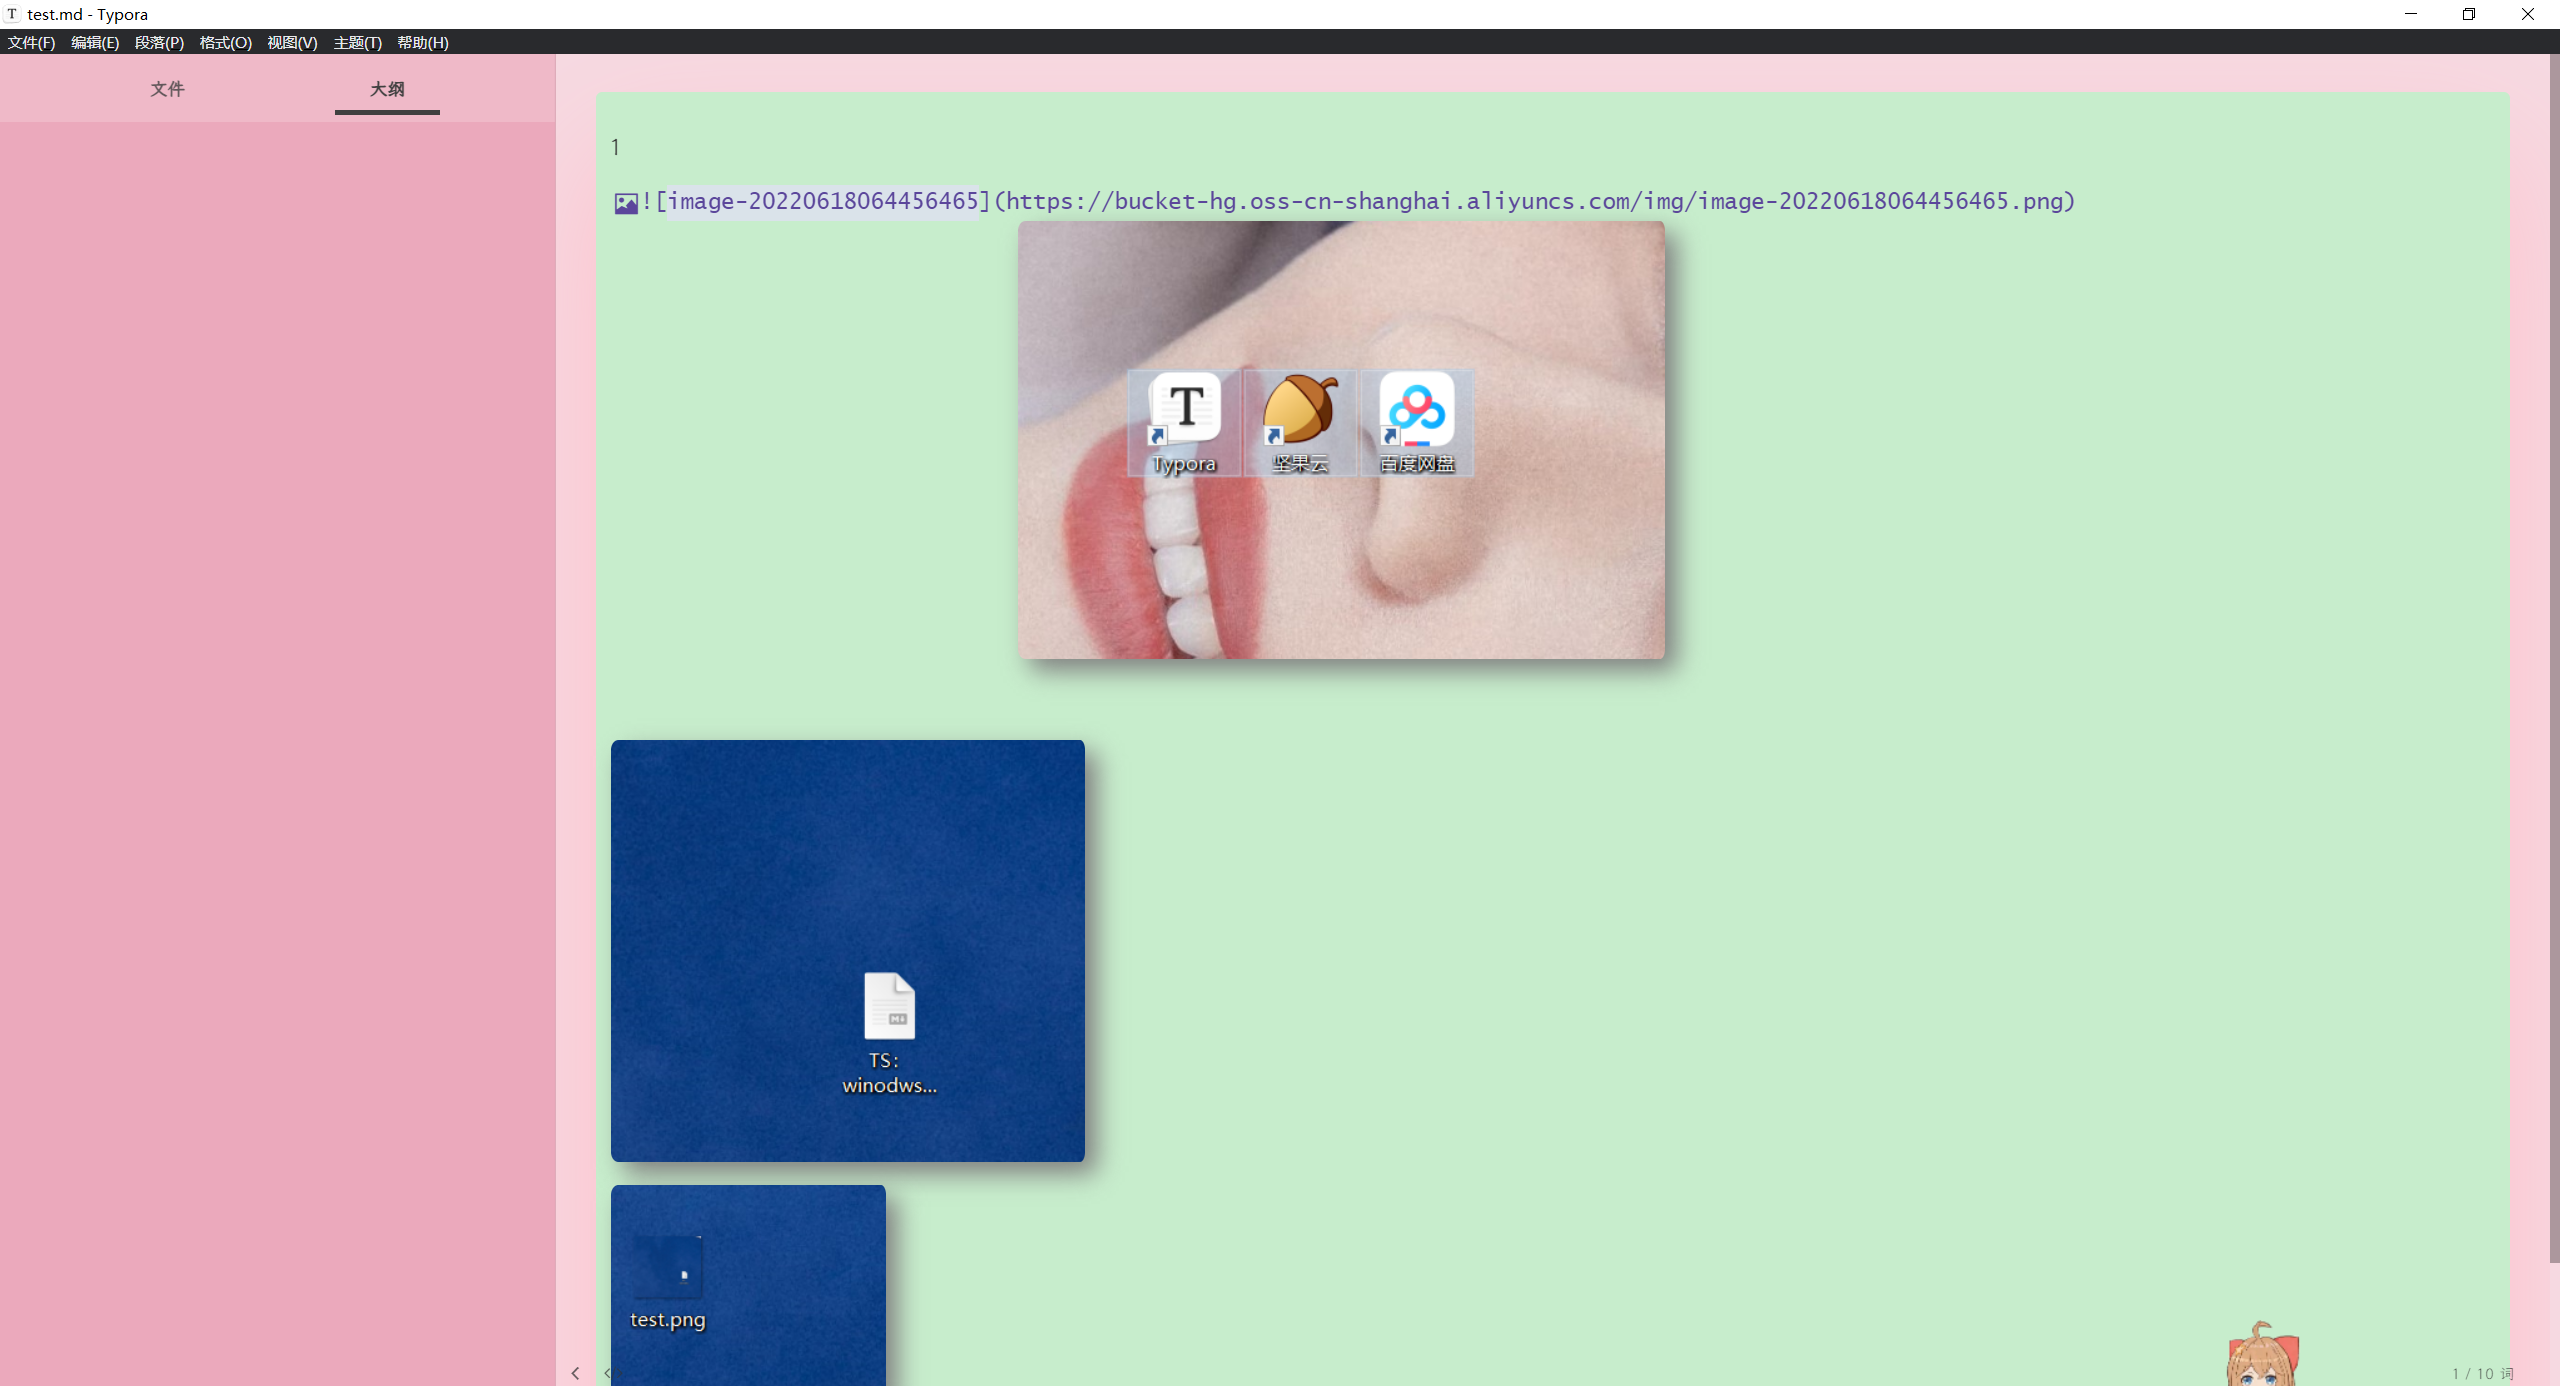 test.md - Typora
文件(F) 编辑(E) 段落(P) 格式(O) 视图(V) 主题(T) 帮助(H)
文件 大纲
1
![image-20220618064456465](https://bucket-hg.oss-cn-shanghai.aliyuncs.com/img/image-20220618064456465.png)
Typora 坚果云 百度网盘
TS:
winodws...
test.png
1 / 10 词